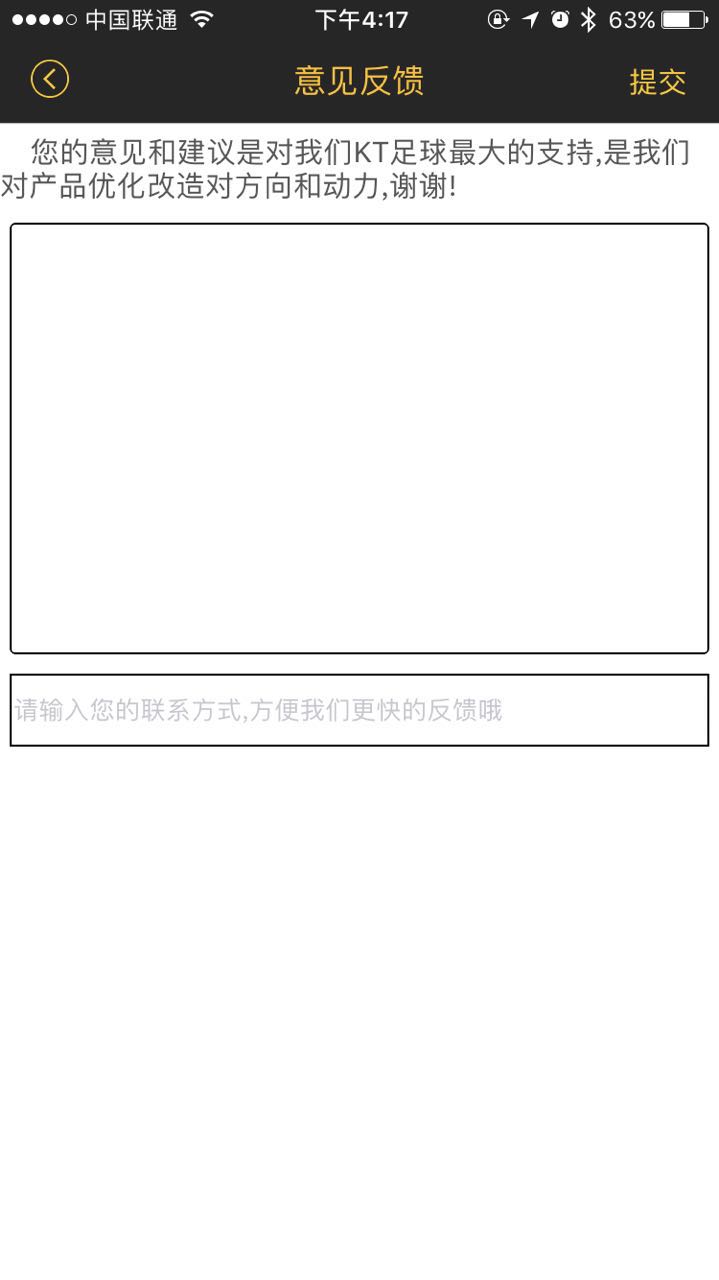 中国联通 下午4:17 63%
意见反馈 提交
您的意见和建议是对我们KT足球最大的支持,是我们
对产品优化改造对方向和动力,谢谢!
请输入您的联系方式,方便我们更快的反馈哦